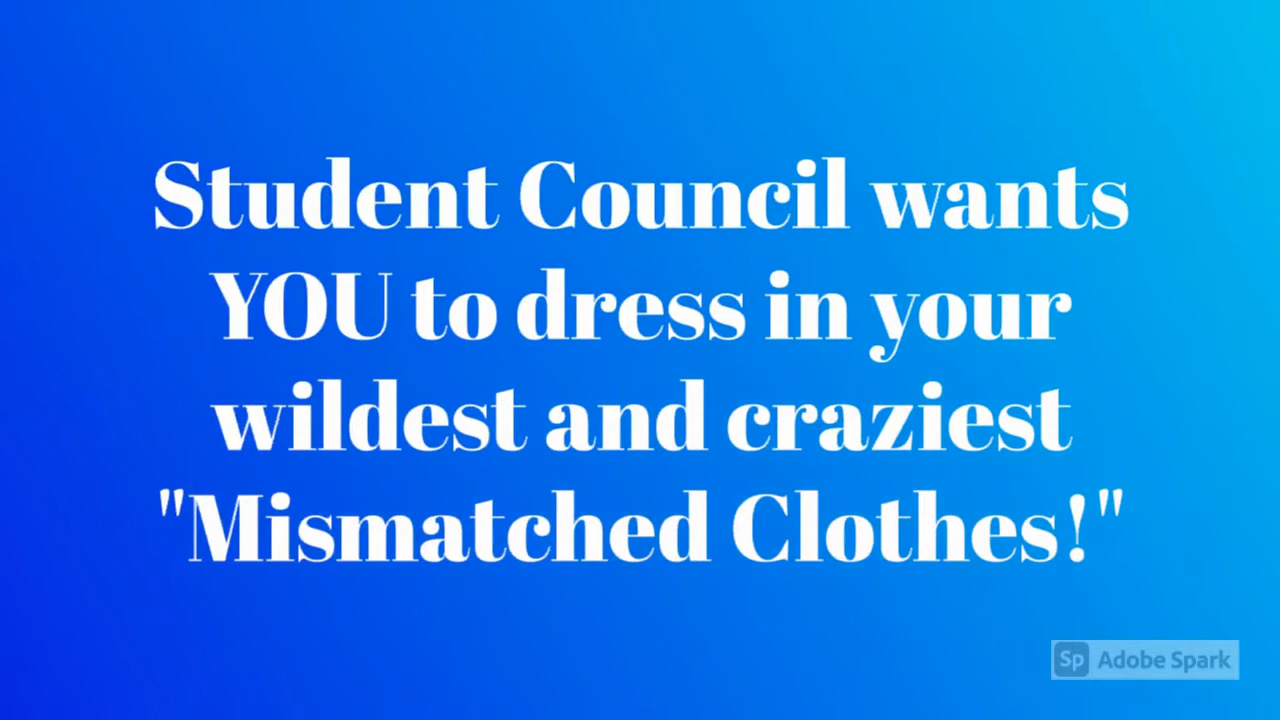 Student Council wants
YOU to dress in your
wildest and craziest
"Mismatched Clothes!"
Sp Adobe Spark